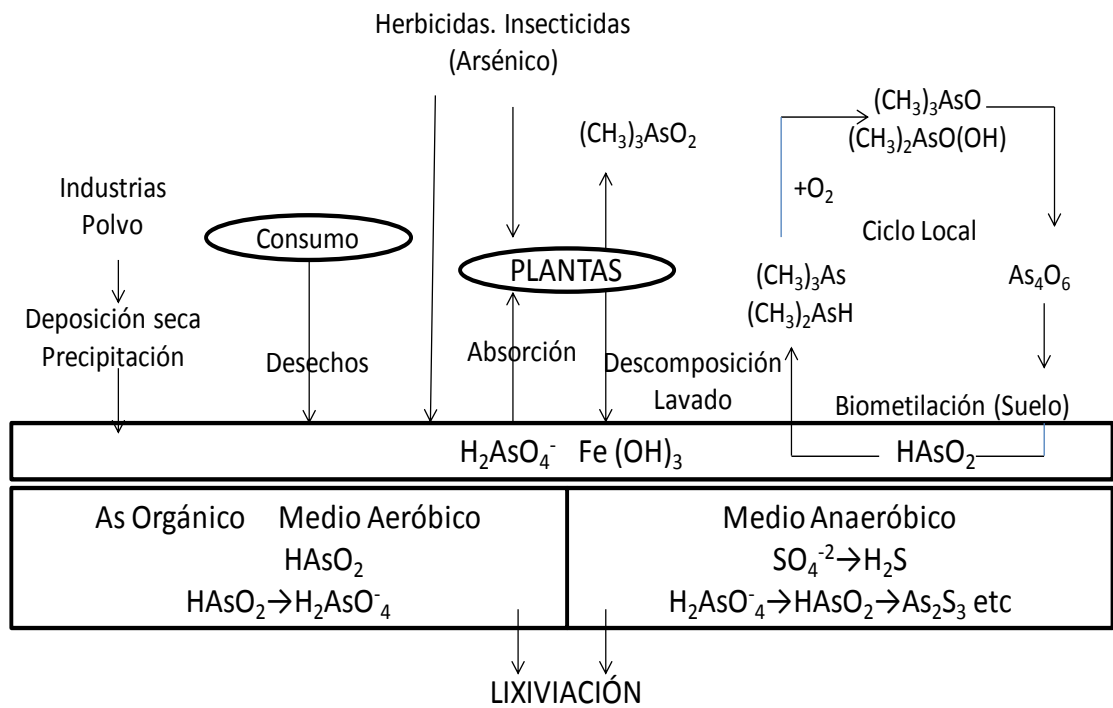 Herbicidas. Insecticidas
(Arsénico)
(CH₃)₃AsO
(CH₃)₂AsO(OH)
(CH₃)₃AsO₂
Industrias
Polvo
+O₂
Consumo
Ciclo Local
PLANTAS
(CH₃)₃As
(CH₃)₂AsH
As₄O₆
Deposición seca
Precipitación
Desechos
Absorción
Descomposición
Lavado
Biometilación (Suelo)
H₂AsO₄⁻ Fe (OH)₃
HAsO₂
As Orgánico Medio Aeróbico
HAsO₂
HAsO₂→H₂AsO⁻₄
Medio Anaeróbico
SO₄⁻²→H₂S
H₂AsO⁻₄→HAsO₂→As₂S₃ etc
LIXIVIACIÓN